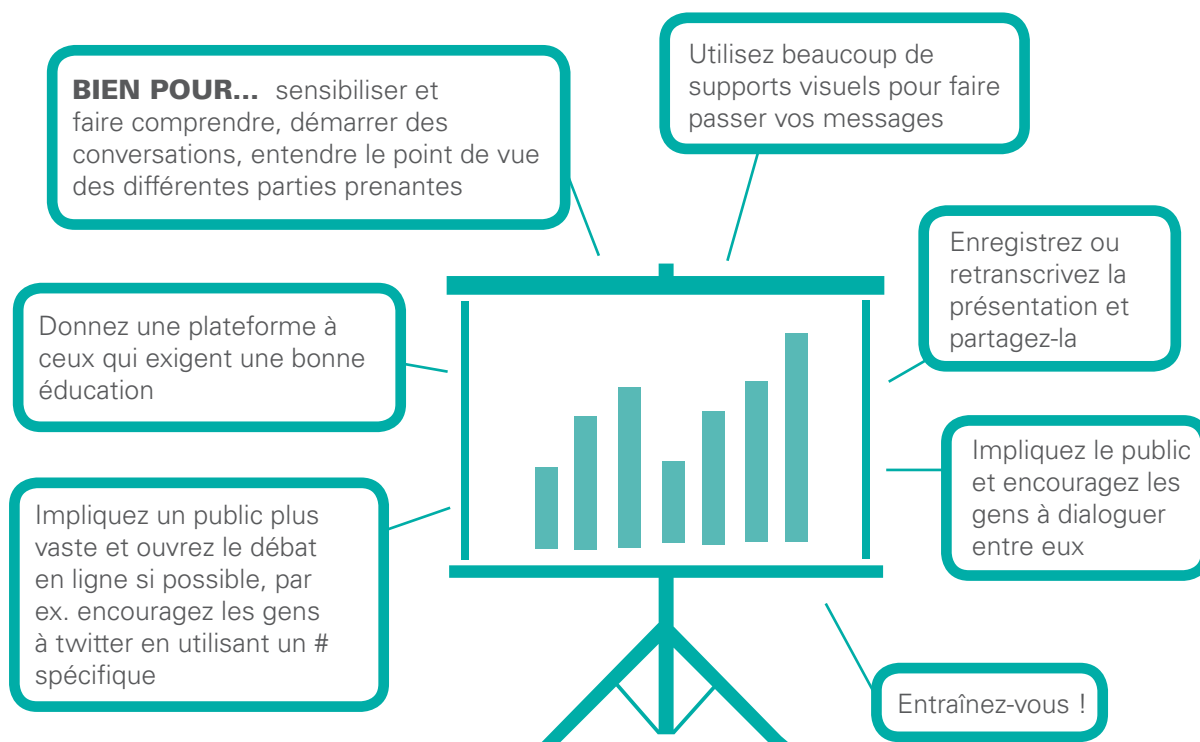 BIEN POUR... sensibiliser et
faire comprendre, démarrer des
conversations, entendre le point de vue
des différentes parties prenantes
Utilisez beaucoup de
supports visuels pour faire
passer vos messages
Enregistrez ou
retranscrivez la
présentation et
partagez-la
Donnez une plateforme à
ceux qui exigent une bonne
éducation
Impliquez le public
et encouragez les
gens à dialoguer
entre eux
Impliquez un public plus
vaste et ouvrez le débat
en ligne si possible, par
ex. encouragez les gens
à twitter en utilisant un #
spécifique
Entraînez-vous !